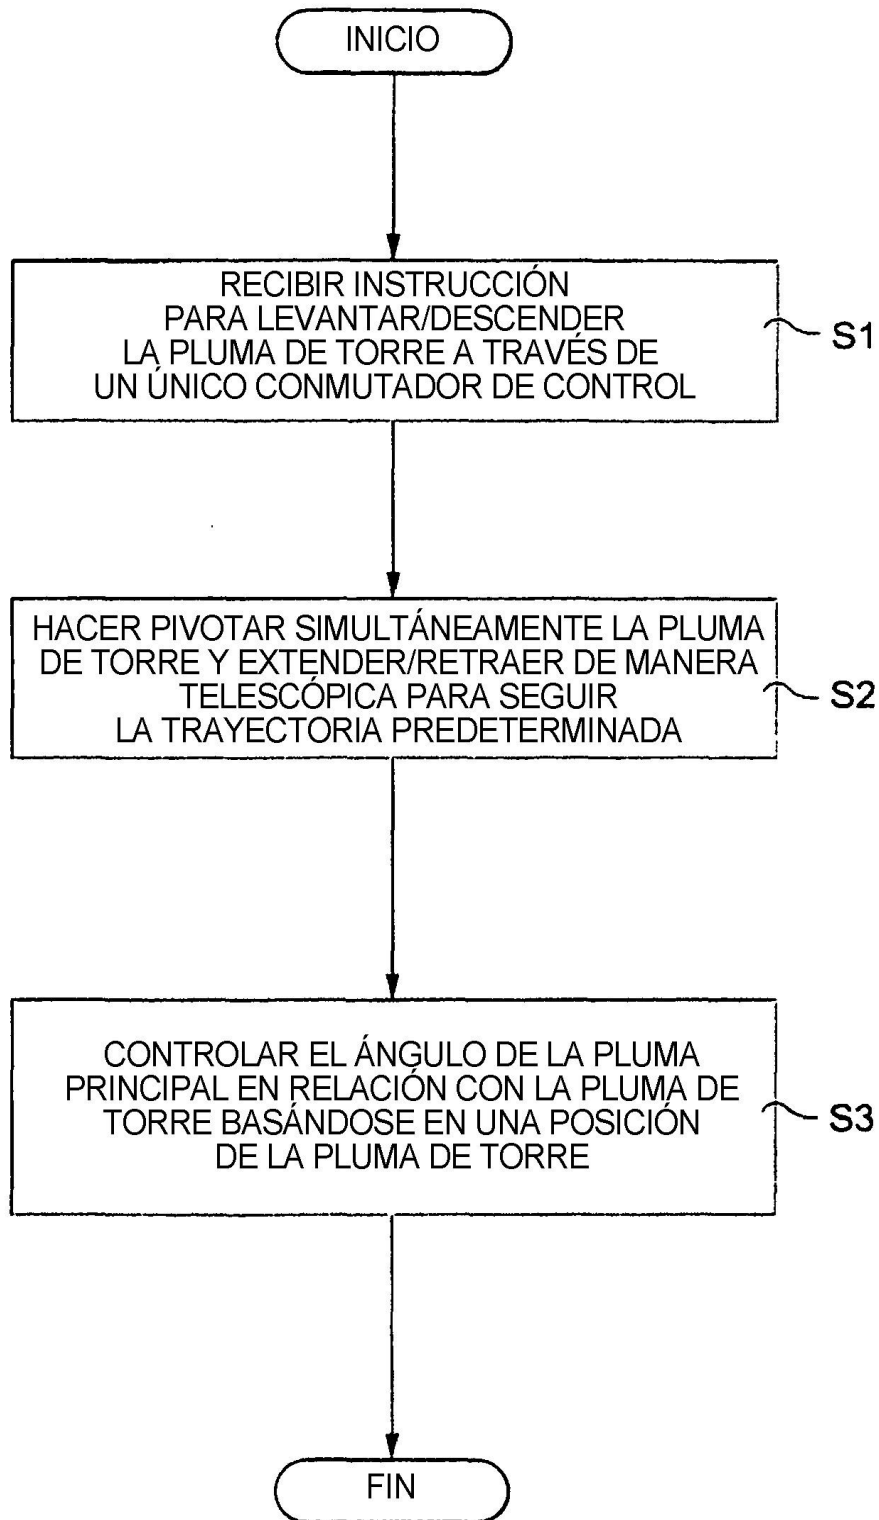 INICIO
RECIBIR INSTRUCCIÓN
PARA LEVANTAR/DESCENDER
LA PLUMA DE TORRE A TRAVÉS DE
UN ÚNICO CONMUTADOR DE CONTROL
S1
HACER PIVOTAR SIMULTÁNEAMENTE LA PLUMA
DE TORRE Y EXTENDER/RETRAER DE MANERA
TELESCÓPICA PARA SEGUIR
LA TRAYECTORIA PREDETERMINADA
S2
CONTROLAR EL ÁNGULO DE LA PLUMA
PRINCIPAL EN RELACIÓN CON LA PLUMA DE
TORRE BASÁNDOSE EN UNA POSICIÓN
DE LA PLUMA DE TORRE
S3
FIN